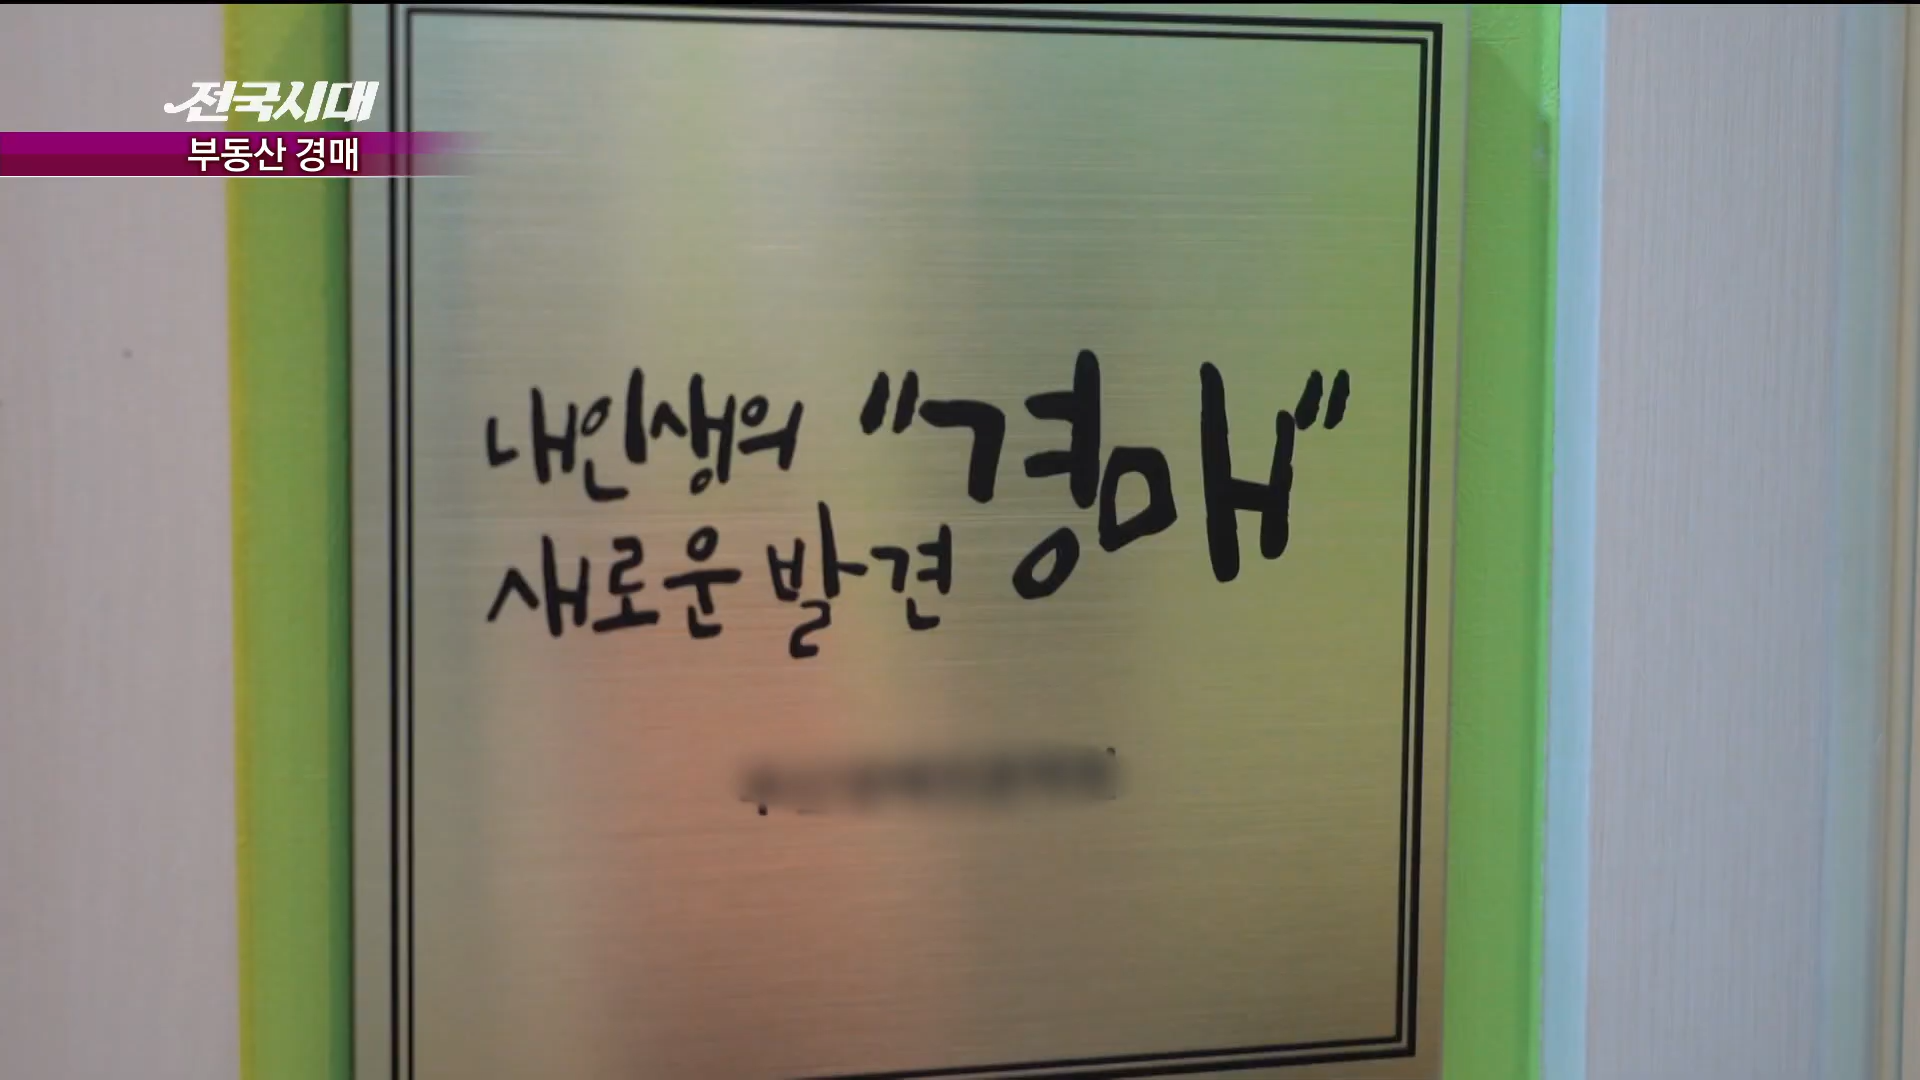 전국시대
부동산 경매
내 인생의 "경매"
새로운 발견